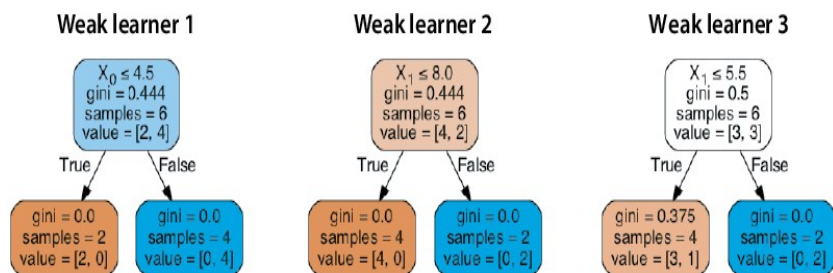 Weak learner 1
X₀ ≤ 4.5
gini = 0.444
samples = 6
value = [2, 4]
True
False
gini = 0.0
samples = 2
value = [2, 0]
gini = 0.0
samples = 4
value = [0, 4]
Weak learner 2
X₁ ≤ 8.0
gini = 0.444
samples = 6
value = [4, 2]
True
False
gini = 0.0
samples = 4
value = [4, 0]
gini = 0.0
samples = 2
value = [0, 2]
Weak learner 3
X₁ ≤ 5.5
gini = 0.5
samples = 6
value = [3, 3]
True
False
gini = 0.375
samples = 4
value = [3, 1]
gini = 0.0
samples = 2
value = [0, 2]